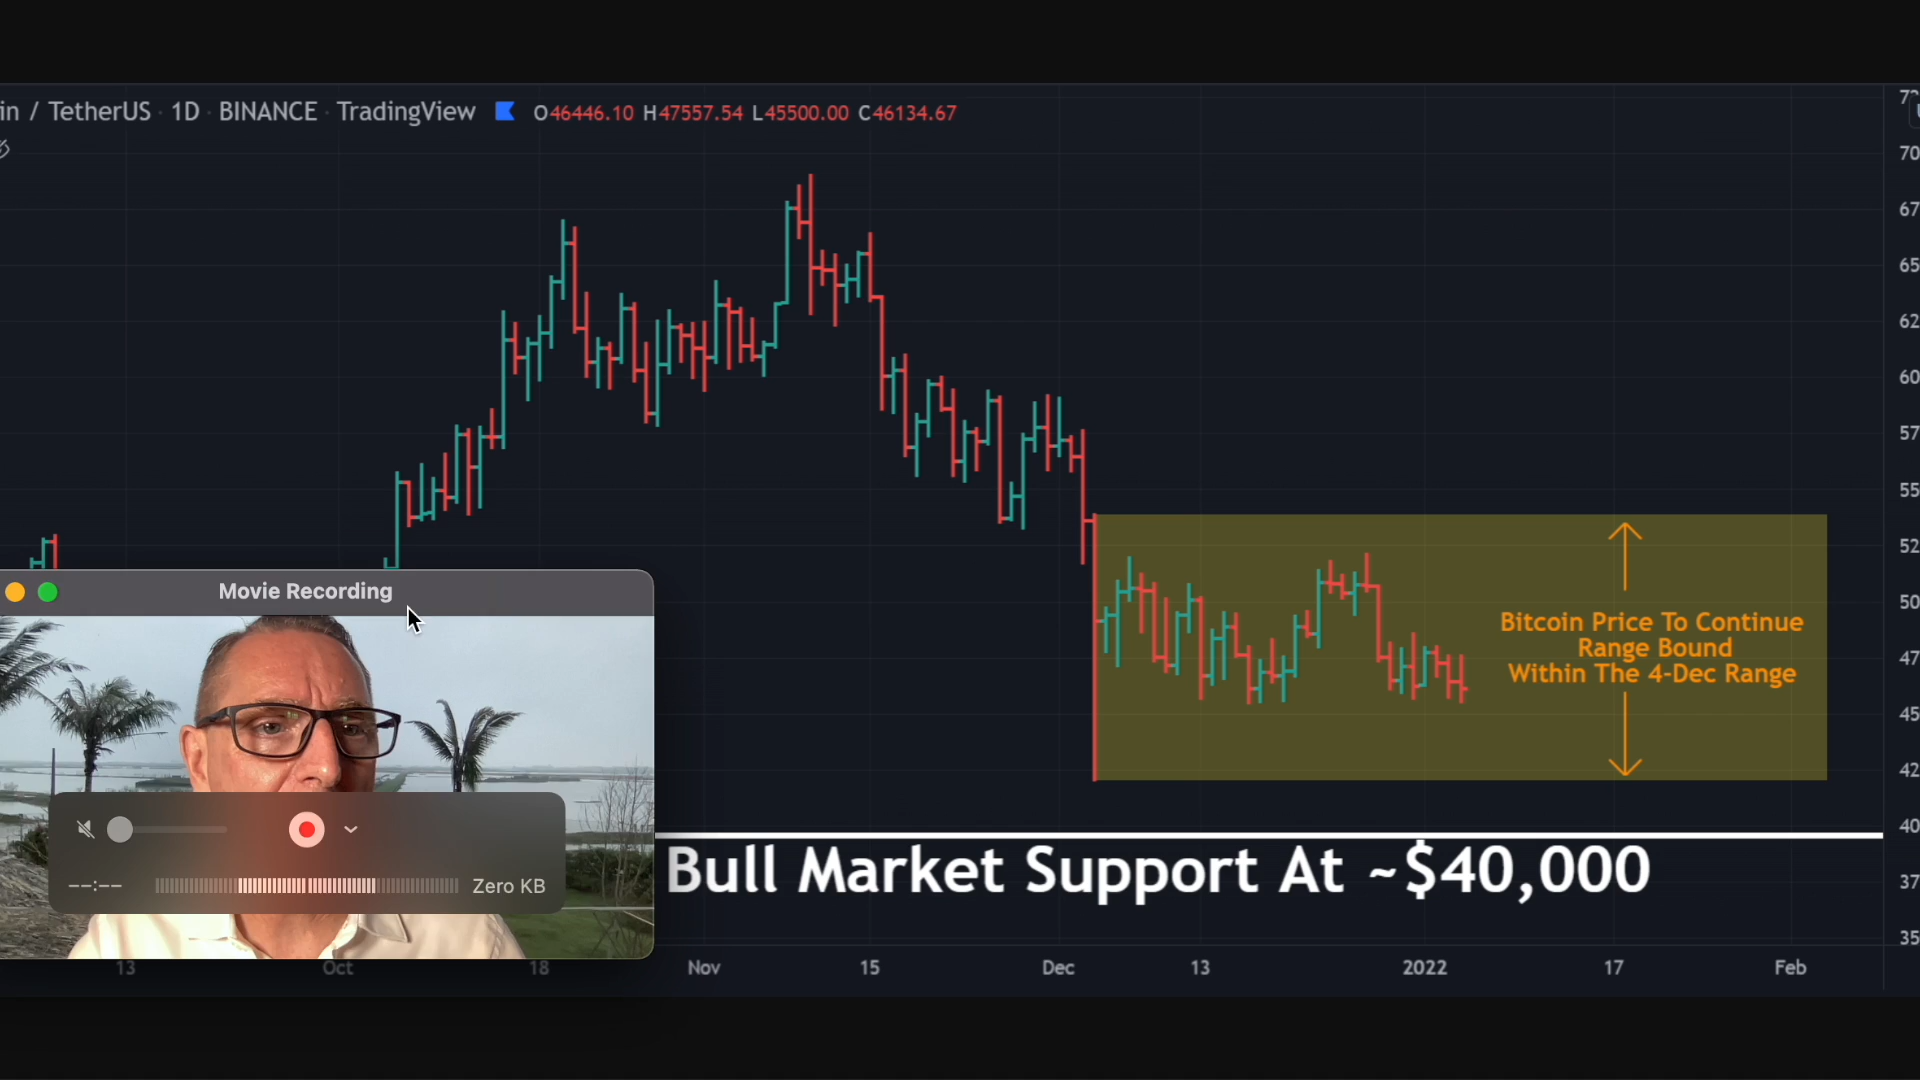 in / TetherUS · 1D · BINANCE · TradingView O46446.10 H47557.54 L45500.00 C46134.67
70
67
65
62
60
57
55
52
50
47
45
42
40
37
35
Movie Recording
Bitcoin Price To Continue
Range Bound
Within The 4-Dec Range
--:-- Zero KB
Bull Market Support At ~$40,000
13 Oct 18 Nov 15 Dec 13 2022 17 Feb